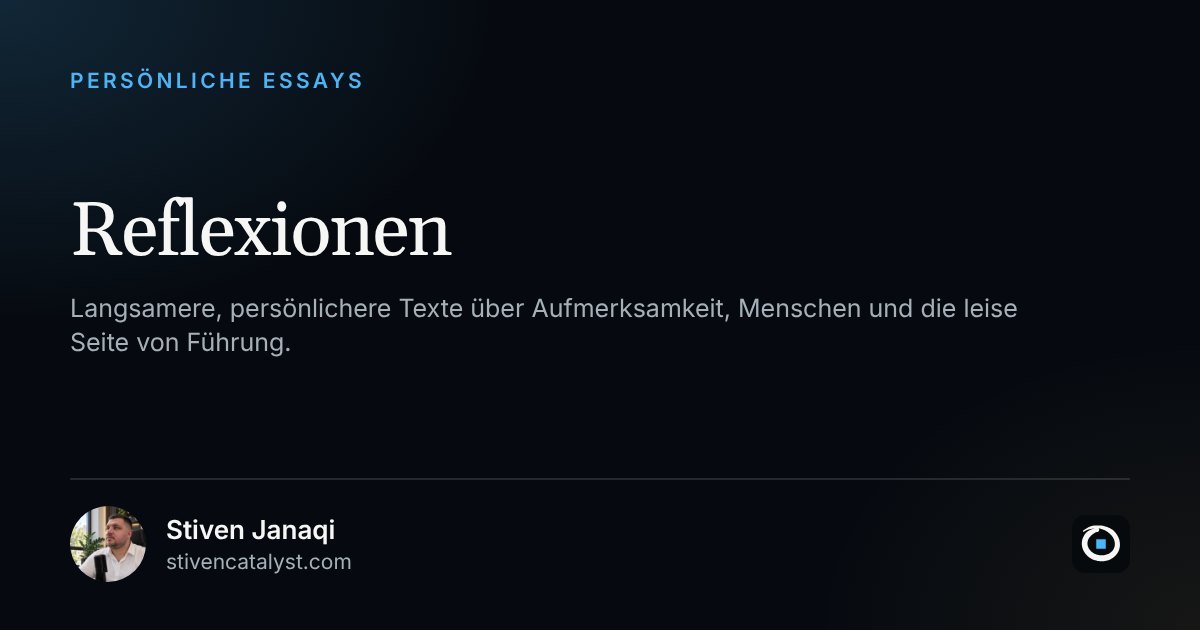 PERSÖNLICHE ESSAYS
Reflexionen
Langsamere, persönlichere Texte über Aufmerksamkeit, Menschen und die leise
Seite von Führung.
Stiven Janaqi
stivencatalyst.com